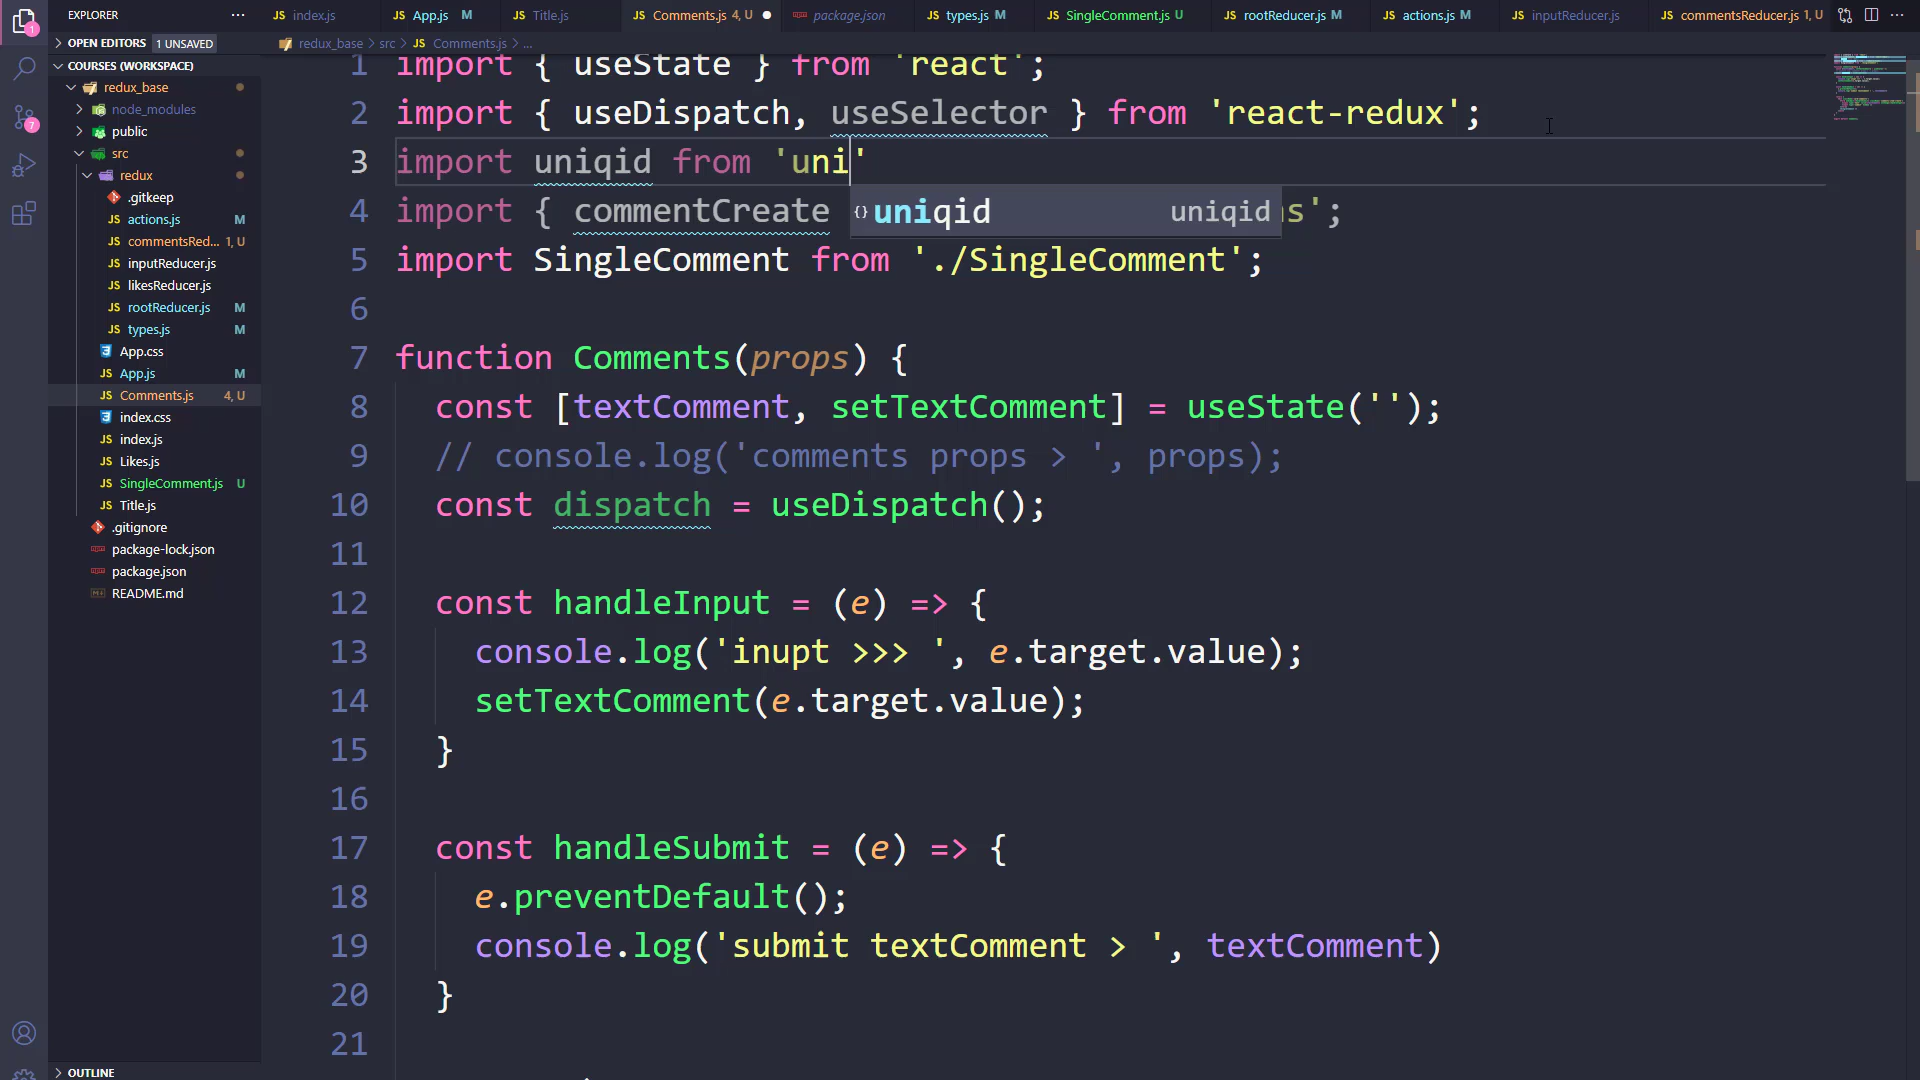 EXPLORER
OPEN EDITORS 1 UNSAVED
COURSES (WORKSPACE)
redux_base
node_modules
public
src
redux
.gitkeep
actions.js M
commentsRed... 1, U
inputReducer.js
likesReducer.js
rootReducer.js M
types.js M
App.css
App.js M
Comments.js 4, U
index.css
index.js
Likes.js
SingleComment.js U
Title.js
.gitignore
package-lock.json
package.json
README.md
OUTLINE
1
7
index.js App.js M Title.js Comments.js 4, U package.json types.js M SingleComment.js U rootReducer.js M actions.js M inputReducer.js commentsReducer.js 1, U
redux_base > src > Comments.js > ...
1 import { useState } from 'react';
2 import { useDispatch, useSelector } from 'react-redux';
3 import uniqid from 'uni'
uniqid uniqid
4 import { commentCreate s';
5 import SingleComment from './SingleComment';
6
7 function Comments(props) {
8 const [textComment, setTextComment] = useState('');
9 // console.log('comments props > ', props);
10 const dispatch = useDispatch();
11
12 const handleInput = (e) => {
13 console.log('inupt >>> ', e.target.value);
14 setTextComment(e.target.value);
15 }
16
17 const handleSubmit = (e) => {
18 e.preventDefault();
19 console.log('submit textComment > ', textComment)
20 }
21